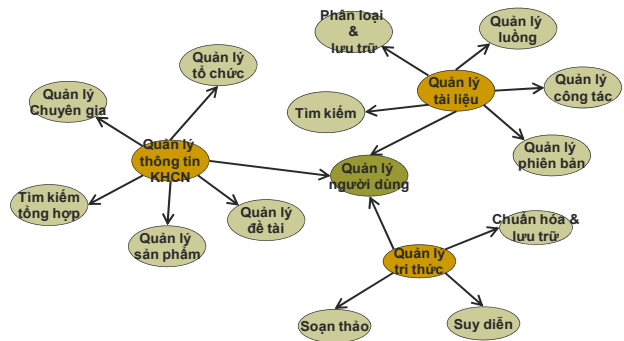 Phân loại
&
lưu trữ
Quản lý
luồng
Quản lý
tổ chức
Quản lý
tài liệu
Quản lý
công tác
Quản lý
Chuyên gia
Tìm kiếm
Quản lý
thông tin
KHCN
Quản lý
phiên bản
Quản lý
người dùng
Tìm kiếm
tổng hợp
Quản lý
đề tài
Chuẩn hóa &
lưu trữ
Quản lý
sản phẩm
Quản lý
tri thức
Soạn thảo
Suy diễn